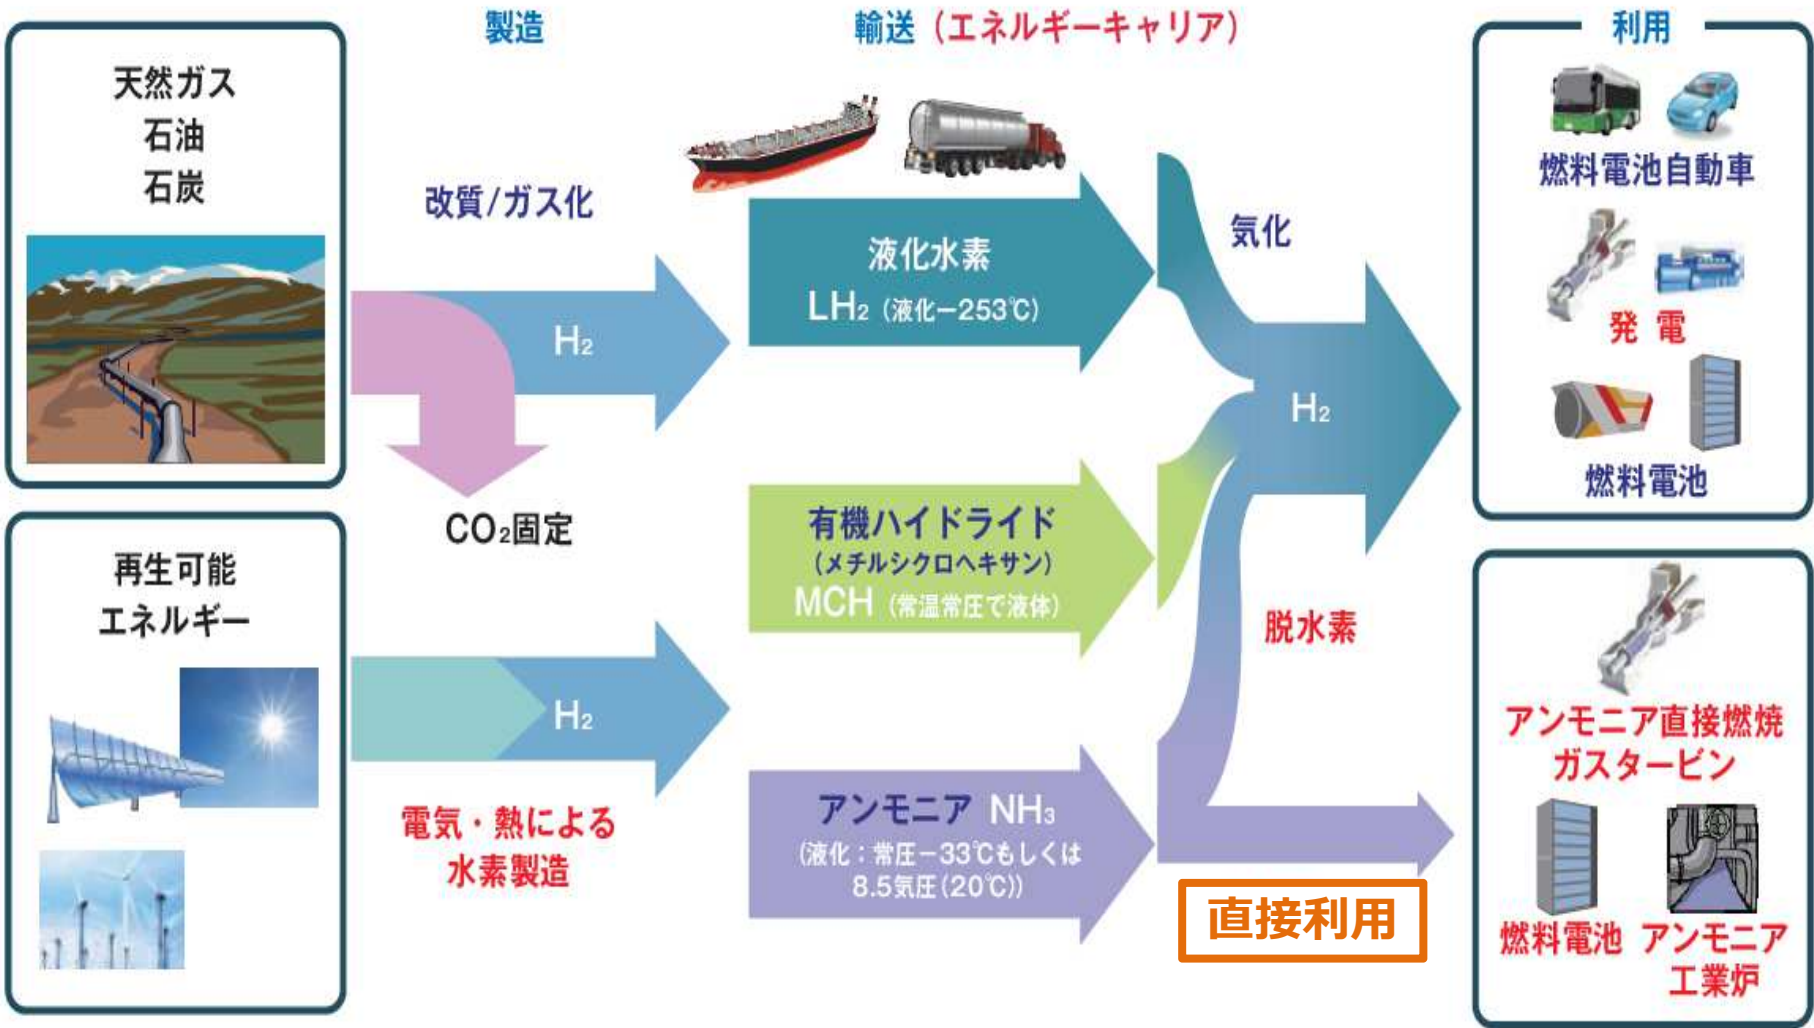 製造
輸送（エネルギーキャリア）
利用
天然ガス
石油
石炭
改質/ガス化
H₂
CO₂固定
再生可能
エネルギー
H₂
電気・熱による
水素製造
液化水素
LH₂（液化－253℃）
有機ハイドライド
（メチルシクロヘキサン）
MCH（常温常圧で液体）
アンモニア NH₃
（液化：常圧－33℃もしくは
8.5気圧（20℃））
気化
H₂
脱水素
直接利用
燃料電池自動車
発電
燃料電池
アンモニア直接燃焼
ガスタービン
燃料電池
アンモニア
工業炉